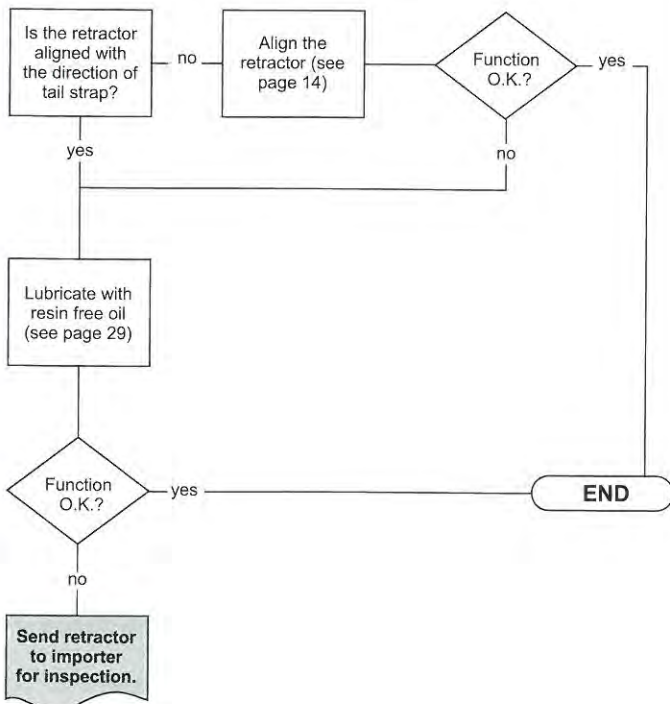 Is the retractor
aligned with
the direction of
tail strap?
no
Align the
retractor (see
page 14)
Function
O.K.?
yes
yes
no
Lubricate with
resin free oil
(see page 29)
Function
O.K.?
yes
END
no
Send retractor
to importer
for inspection.